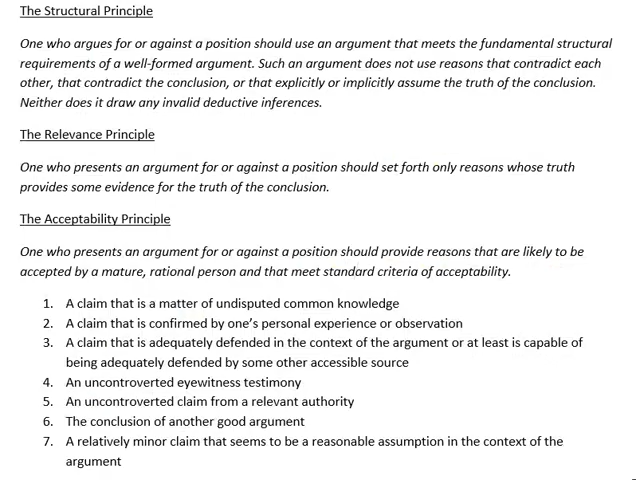 The Structural Principle
One who argues for or against a position should use an argument that meets the fundamental structural
requirements of a well-formed argument. Such an argument does not use reasons that contradict each
other, that contradict the conclusion, or that explicitly or implicitly assume the truth of the conclusion.
Neither does it draw any invalid deductive inferences.
The Relevance Principle
One who presents an argument for or against a position should set forth only reasons whose truth
provides some evidence for the truth of the conclusion.
The Acceptability Principle
One who presents an argument for or against a position should provide reasons that are likely to be
accepted by a mature, rational person and that meet standard criteria of acceptability.
1. A claim that is a matter of undisputed common knowledge
2. A claim that is confirmed by one’s personal experience or observation
3. A claim that is adequately defended in the context of the argument or at least is capable of
being adequately defended by some other accessible source
4. An uncontroverted eyewitness testimony
5. An uncontroverted claim from a relevant authority
6. The conclusion of another good argument
7. A relatively minor claim that seems to be a reasonable assumption in the context of the
argument